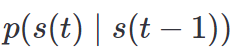 p(s(t) | s(t − 1))